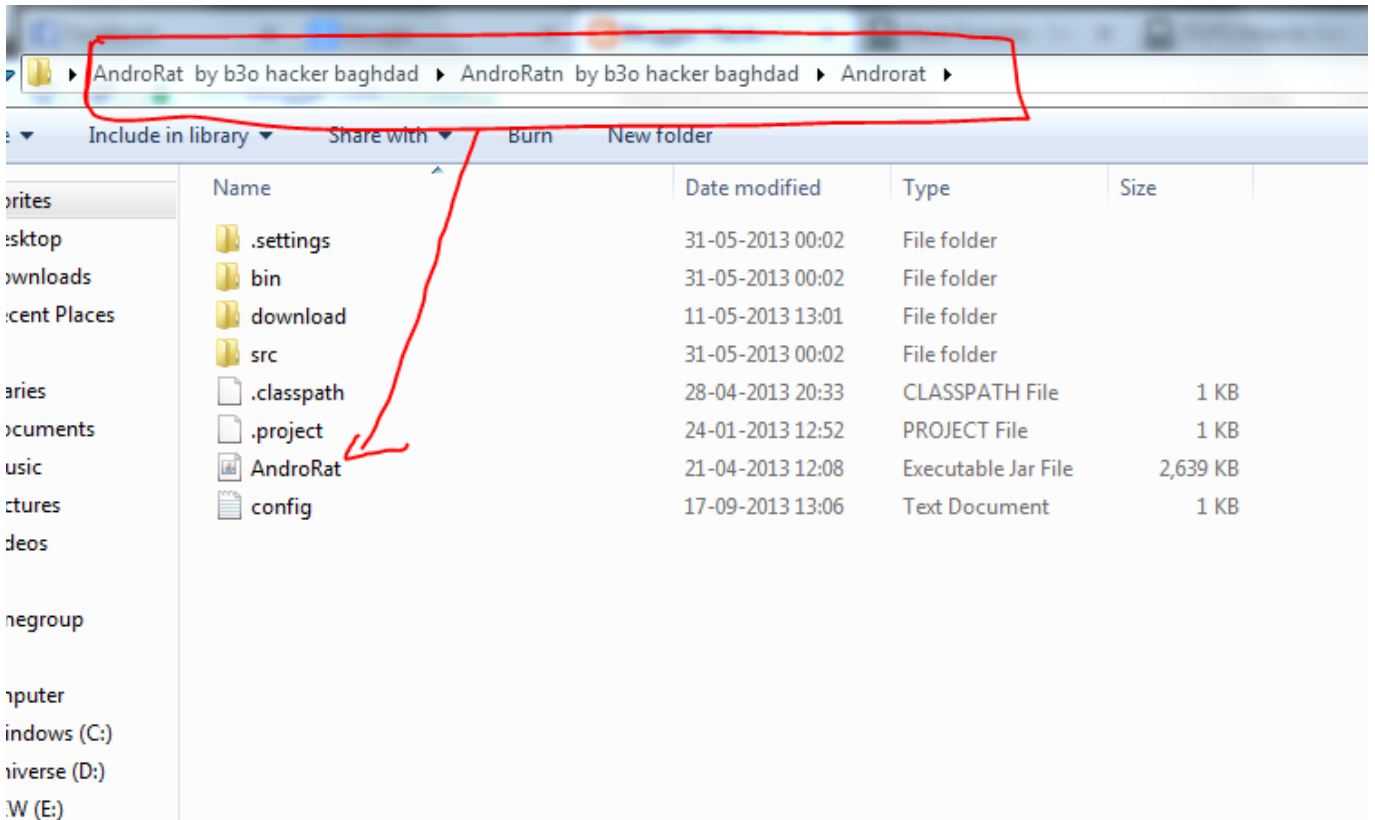 AndroRat by b3o hacker baghdad AndroRatn by b3o hacker baghdad Androrat
Include in library Share with Burn New folder
Name Date modified Type Size
.settings 31-05-2013 00:02 File folder
bin 31-05-2013 00:02 File folder
download 11-05-2013 13:01 File folder
src 31-05-2013 00:02 File folder
.classpath 28-04-2013 20:33 CLASSPATH File 1 KB
.project 24-01-2013 12:52 PROJECT File 1 KB
AndroRat 21-04-2013 12:08 Executable Jar File 2,639 KB
config 17-09-2013 13:06 Text Document 1 KB
orites
esktop
ownloads
ecent Places
aries
ocuments
usic
ctures
deos
negroup
nputer
indows (C:)
niverse (D:)
EW (E:)